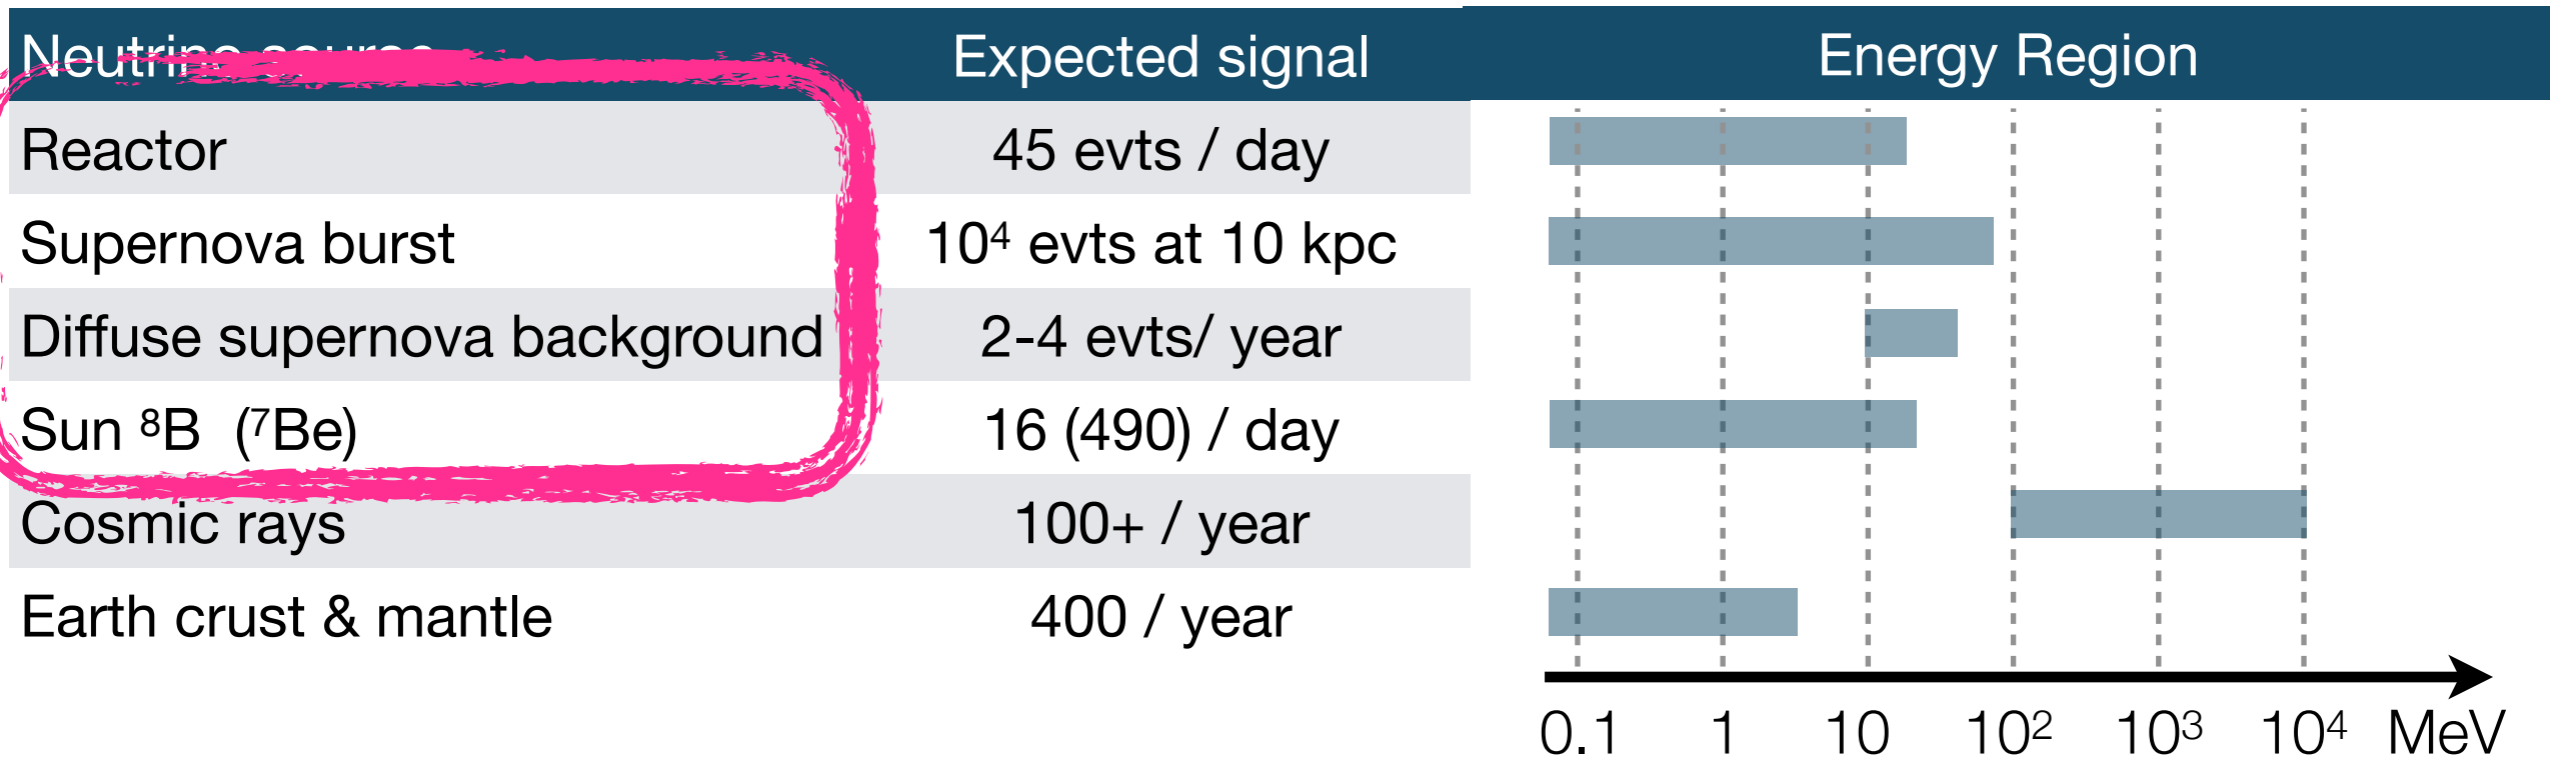 Neutrino source Expected signal Energy Region
Reactor 45 evts / day
Supernova burst 10⁴ evts at 10 kpc
Diffuse supernova background 2-4 evts/ year
Sun ⁸B (⁷Be) 16 (490) / day
Cosmic rays 100+ / year
Earth crust & mantle 400 / year
0.1 1 10 10² 10³ 10⁴ MeV